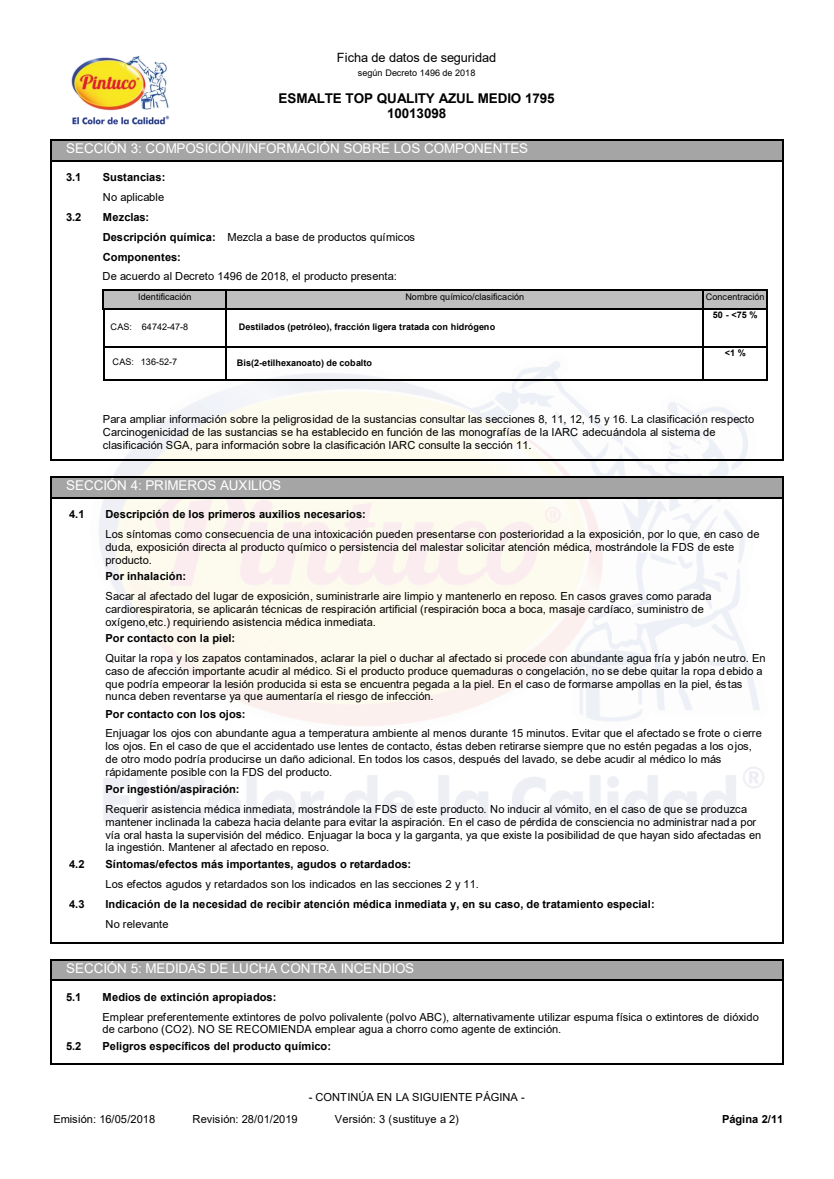 Pintuco®
El Color de la Calidad®
Ficha de datos de seguridad
según Decreto 1496 de 2018
ESMALTE TOP QUALITY AZUL MEDIO 1795
10013098
SECCIÓN 3: COMPOSICIÓN/INFORMACIÓN SOBRE LOS COMPONENTES
3.1 Sustancias:
No aplicable
3.2 Mezclas:
Descripción química: Mezcla a base de productos químicos
Componentes:
De acuerdo al Decreto 1496 de 2018, el producto presenta:
Identificación Nombre químico/clasificación Concentración
CAS: 64742-47-8 Destilados (petróleo), fracción ligera tratada con hidrógeno 50 - <75 %
CAS: 136-52-7 Bis(2-etilhexanoato) de cobalto <1 %
Para ampliar información sobre la peligrosidad de la sustancias consultar las secciones 8, 11, 12, 15 y 16. La clasificación respecto
Carcinogenicidad de las sustancias se ha establecido en función de las monografías de la IARC adecuándola al sistema de
clasificación SGA, para información sobre la clasificación IARC consulte la sección 11.
SECCIÓN 4: PRIMEROS AUXILIOS
4.1 Descripción de los primeros auxilios necesarios:
Los síntomas como consecuencia de una intoxicación pueden presentarse con posterioridad a la exposición, por lo que, en caso de
duda, exposición directa al producto químico o persistencia del malestar solicitar atención médica, mostrándole la FDS de este
producto.
Por inhalación:
Sacar al afectado del lugar de exposición, suministrarle aire limpio y mantenerlo en reposo. En casos graves como parada
cardiorespiratoria, se aplicarán técnicas de respiración artificial (respiración boca a boca, masaje cardíaco, suministro de
oxígeno,etc.) requiriendo asistencia médica inmediata.
Por contacto con la piel:
Quitar la ropa y los zapatos contaminados, aclarar la piel o duchar al afectado si procede con abundante agua fría y jabón neutro. En
caso de afección importante acudir al médico. Si el producto produce quemaduras o congelación, no se debe quitar la ropa debido a
que podría empeorar la lesión producida si esta se encuentra pegada a la piel. En el caso de formarse ampollas en la piel, éstas
nunca deben reventarse ya que aumentaría el riesgo de infección.
Por contacto con los ojos:
Enjuagar los ojos con abundante agua a temperatura ambiente al menos durante 15 minutos. Evitar que el afectado se frote o cierre
los ojos. En el caso de que el accidentado use lentes de contacto, éstas deben retirarse siempre que no estén pegadas a los ojos,
de otro modo podría producirse un daño adicional. En todos los casos, después del lavado, se debe acudir al médico lo más
rápidamente posible con la FDS del producto.
Por ingestión/aspiración:
Requerir asistencia médica inmediata, mostrándole la FDS de este producto. No inducir al vómito, en el caso de que se produzca
mantener inclinada la cabeza hacia delante para evitar la aspiración. En el caso de pérdida de consciencia no administrar nada por
vía oral hasta la supervisión del médico. Enjuagar la boca y la garganta, ya que existe la posibilidad de que hayan sido afectadas en
la ingestión. Mantener al afectado en reposo.
4.2 Síntomas/efectos más importantes, agudos o retardados:
Los efectos agudos y retardados son los indicados en las secciones 2 y 11.
4.3 Indicación de la necesidad de recibir atención médica inmediata y, en su caso, de tratamiento especial:
No relevante
SECCIÓN 5: MEDIDAS DE LUCHA CONTRA INCENDIOS
5.1 Medios de extinción apropiados:
Emplear preferentemente extintores de polvo polivalente (polvo ABC), alternativamente utilizar espuma física o extintores de dióxido
de carbono (CO2). NO SE RECOMIENDA emplear agua a chorro como agente de extinción.
5.2 Peligros específicos del producto químico:
- CONTINÚA EN LA SIGUIENTE PÁGINA -
Emisión: 16/05/2018 Revisión: 28/01/2019 Versión: 3 (sustituye a 2) Página 2/11